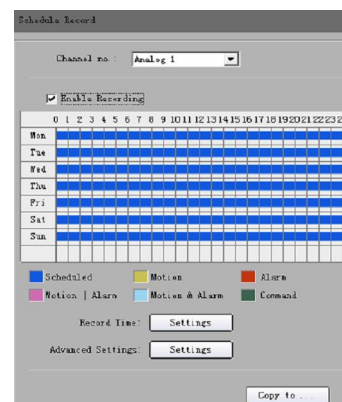 Schedule Record
Channel no.: Analog 1
Enable Recording
0 1 2 3 4 5 6 7 8 9 10 11 12 13 14 15 16 17 18 19 20 21 22 23 2
Mon
Tue
Wed
Thu
Fri
Sat
Sun
Scheduled Motion Alarm
Motion | Alarm Motion & Alarm Command
Record Time: Settings
Advanced Settings: Settings
Copy to ...